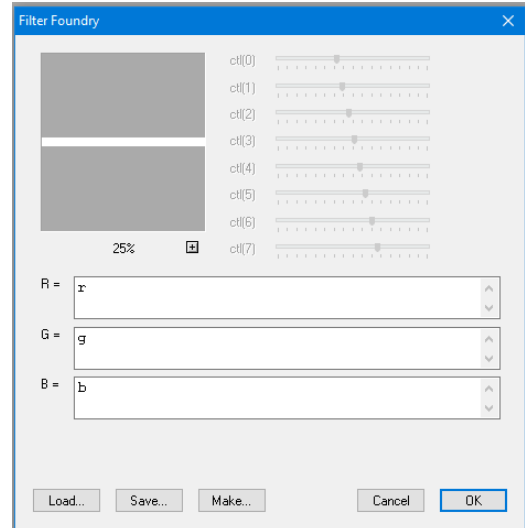 Filter Foundry
ctl(0)
ctl(1)
ctl(2)
ctl(3)
ctl(4)
ctl(5)
ctl(6)
25% ctl(7)
R = r
G = g
B = b
Load... Save... Make... Cancel OK